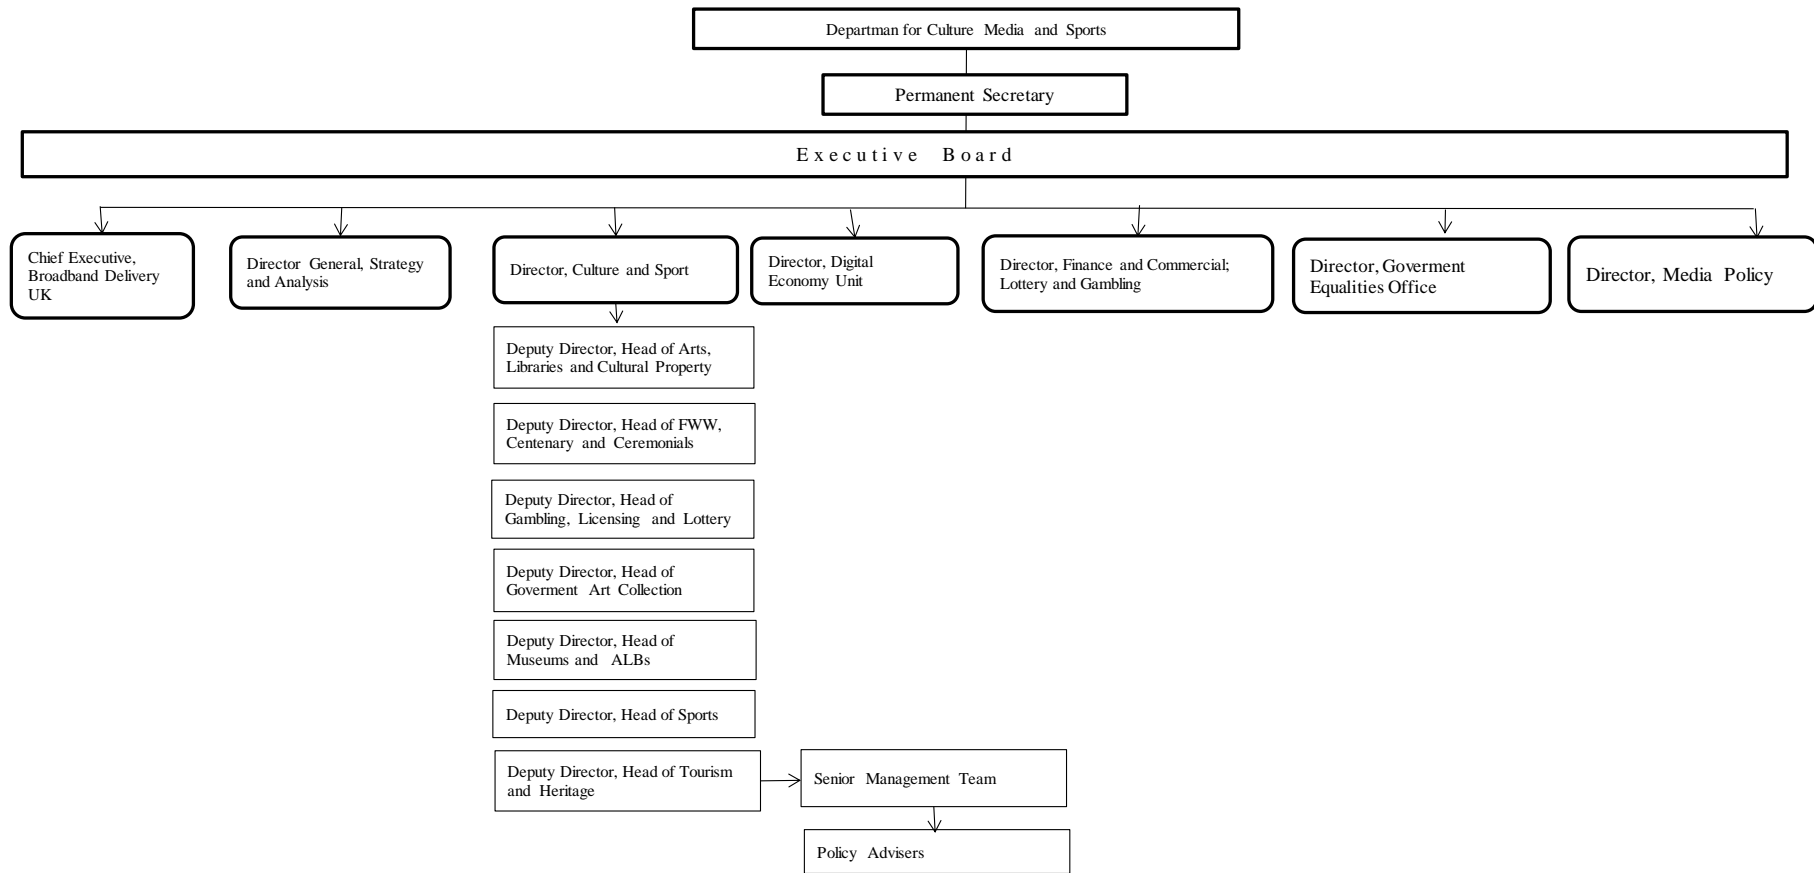 Departman for Culture Media and Sports
Permanent Secretary
Executive Board
Chief Executive,
Broadband Delivery
UK
Director General, Strategy
and Analysis
Director, Culture and Sport
Director, Digital
Economy Unit
Director, Finance and Commercial;
Lottery and Gambling
Director, Goverment
Equalities Office
Director, Media Policy
Deputy Director, Head of Arts,
Libraries and Cultural Property
Deputy Director, Head of FWW,
Centenary and Ceremonials
Deputy Director, Head of
Gambling, Licensing and Lottery
Deputy Director, Head of
Goverment Art Collection
Deputy Director, Head of
Museums and ALBs
Deputy Director, Head of Sports
Deputy Director, Head of Tourism
and Heritage
Senior Management Team
Policy Advisers